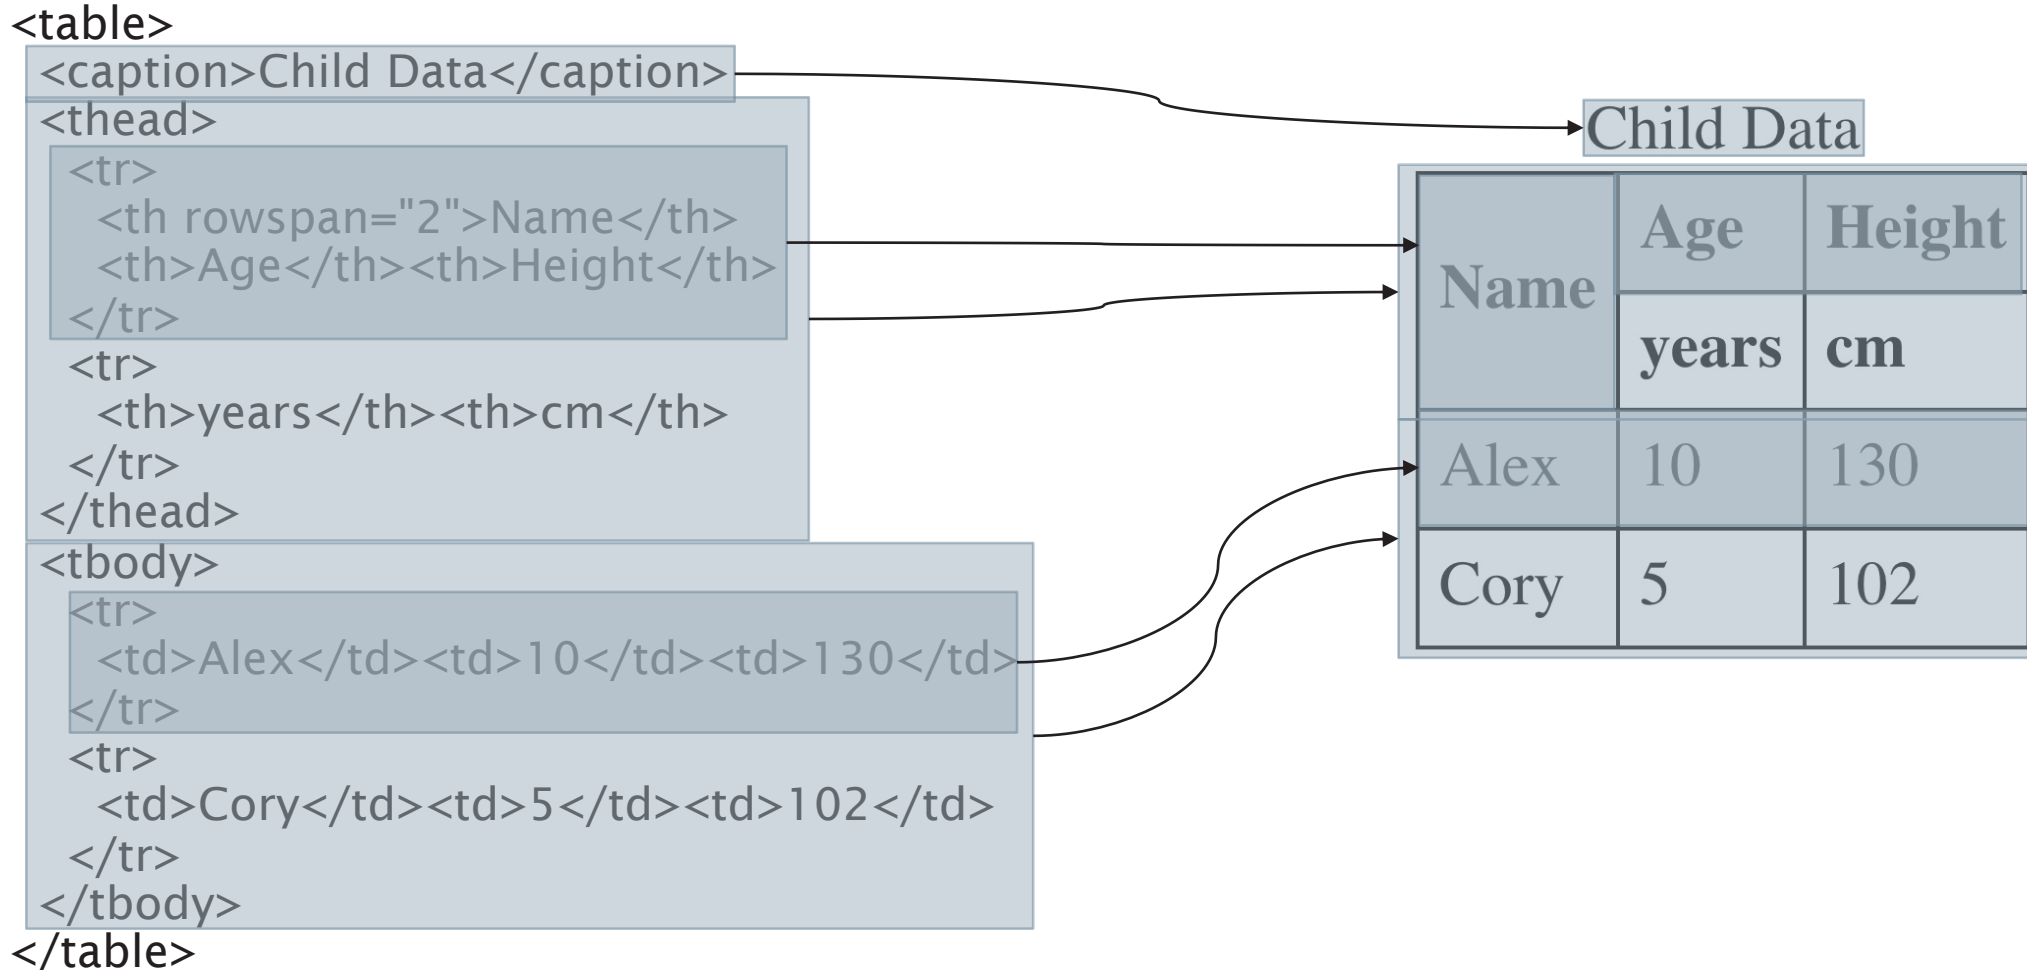 <table>
<caption>Child Data</caption>
<thead>
<tr>
<th rowspan="2">Name</th>
<th>Age</th><th>Height</th>
</tr>
<tr>
<th>years</th><th>cm</th>
</tr>
</thead>
<tbody>
<tr>
<td>Alex</td><td>10</td><td>130</td>
</tr>
<tr>
<td>Cory</td><td>5</td><td>102</td>
</tr>
</tbody>
</table>
Child Data
Name Age Height
years cm
Alex 10 130
Cory 5 102